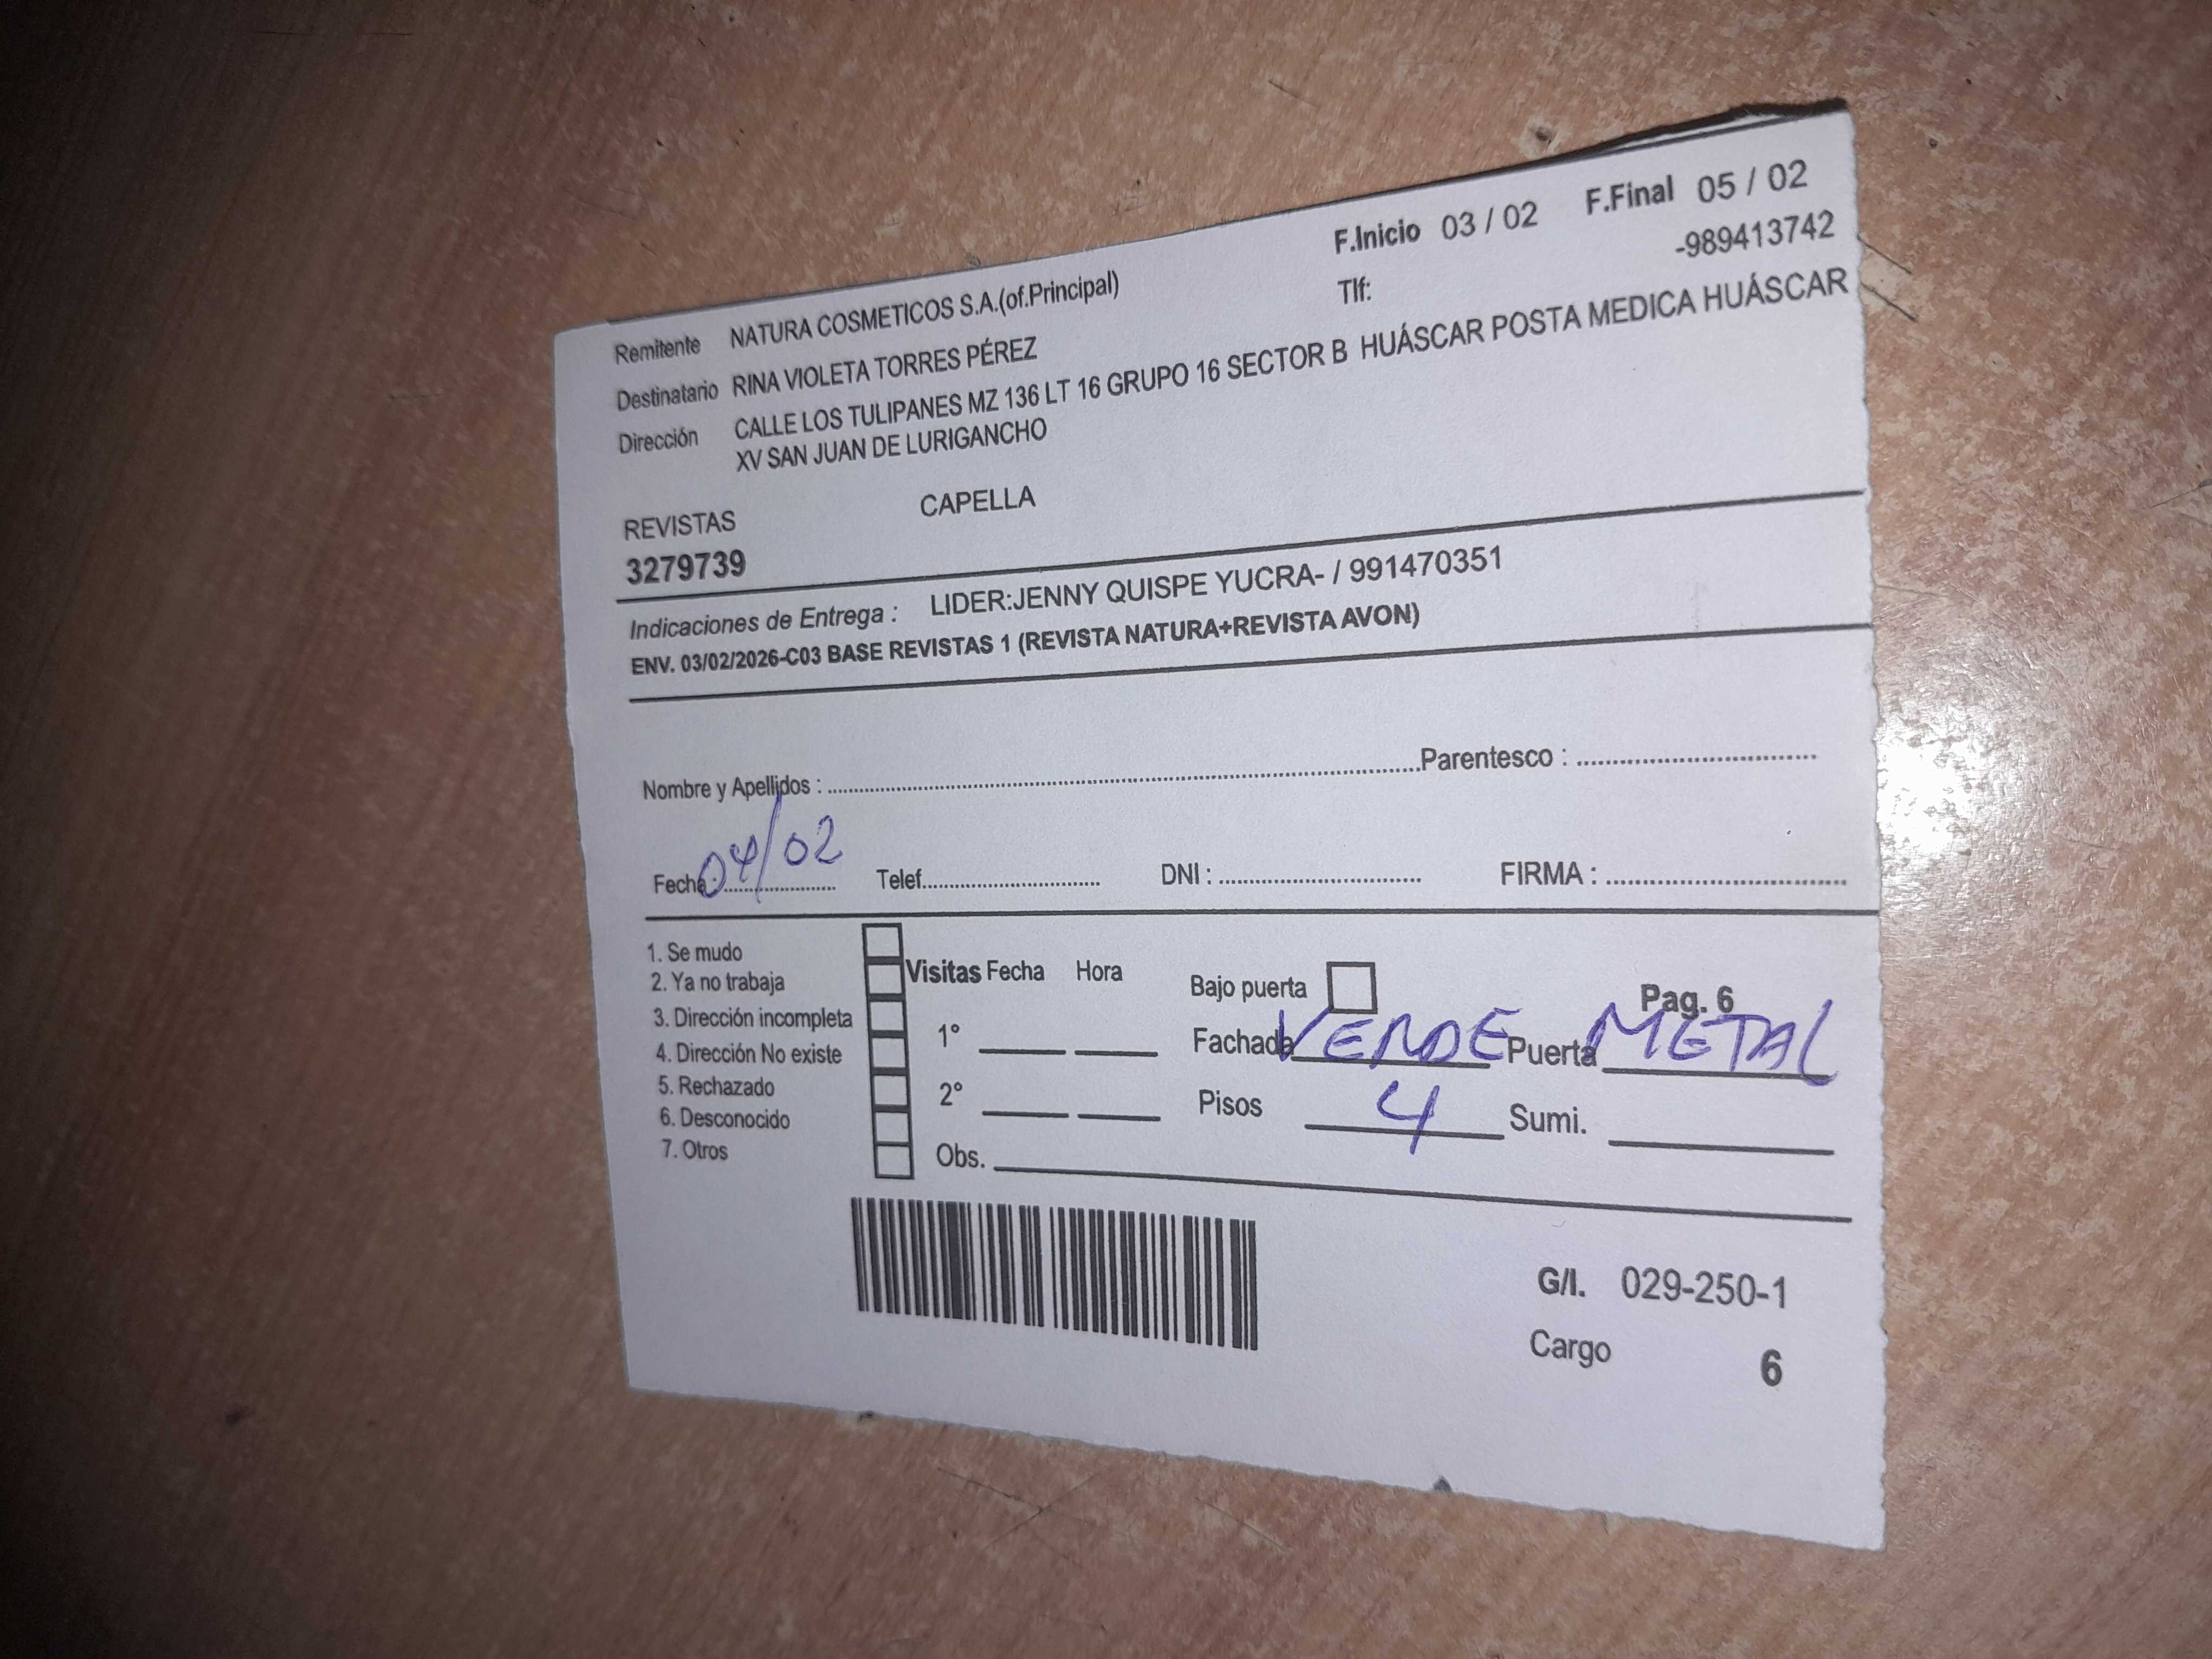 F.Inicio 03 / 02 F.Final 05 / 02
Remitente NATURA COSMETICOS S.A.(of.Principal) Tlf: -989413742
Destinatario RINA VIOLETA TORRES PÉREZ
Dirección CALLE LOS TULIPANES MZ 136 LT 16 GRUPO 16 SECTOR B HUÁSCAR POSTA MEDICA HUÁSCAR
XV SAN JUAN DE LURIGANCHO
REVISTAS CAPELLA
3279739
Indicaciones de Entrega : LIDER:JENNY QUISPE YUCRA- / 991470351
ENV. 03/02/2026-C03 BASE REVISTAS 1 (REVISTA NATURA+REVISTA AVON)
Nombre y Apellidos : Parentesco :
Fecha : 04/02 Telef. DNI : FIRMA :
1. Se mudo
2. Ya no trabaja
3. Dirección incompleta
4. Dirección No existe
5. Rechazado
6. Desconocido
7. Otros
Visitas Fecha Hora
1°
2°
Obs.
Bajo puerta Pag. 6
Fachada VERDE Puerta METAL
Pisos 4 Sumi.
G/I. 029-250-1
Cargo 6